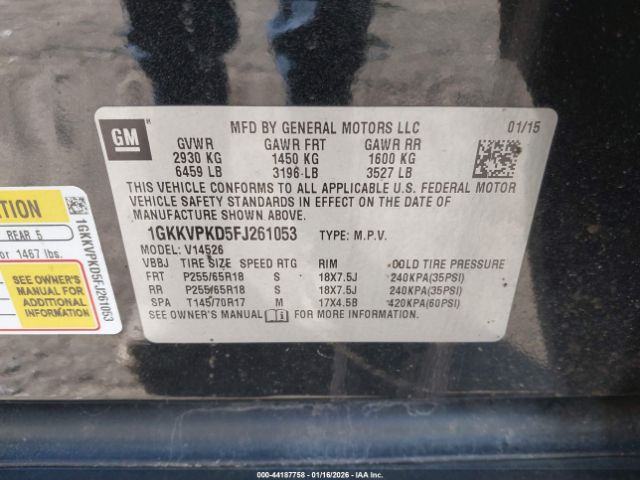 GM
MFD BY GENERAL MOTORS LLC
01/15
GVWR GAWR FRT GAWR RR
2930 KG 1450 KG 1600 KG
6459 LB 3196 LB 3527 LB
THIS VEHICLE CONFORMS TO ALL APPLICABLE U.S. FEDERAL MOTOR
VEHICLE SAFETY STANDARDS IN EFFECT ON THE DATE OF
MANUFACTURE SHOWN ABOVE.
1GKKVPKD5FJ261053 TYPE: M.P.V.
MODEL: V14526
VBBJ TIRE SIZE SPEED RTG RIM COLD TIRE PRESSURE
FRT P255/65R18 S 18X7.5J 240KPA(35PSI)
RR P255/65R18 S 18X7.5J 240KPA(35PSI)
SPA T145/70R17 M 17X4.5B 420KPA(60PSI)
SEE OWNER'S MANUAL FOR MORE INFORMATION.
REAR 5
or 1467 lbs.
SEE OWNER'S
MANUAL FOR
ADDITIONAL
INFORMATION
1GKKVPKD5FJ261053
000-44187758 - 01/16/2026 - IAAI.COM